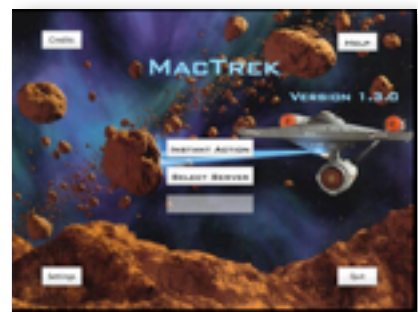 Credits
HELP
MACTREK
VERSION 1.3.0
INSTANT ACTION
SELECT SERVER
Settings
Quit